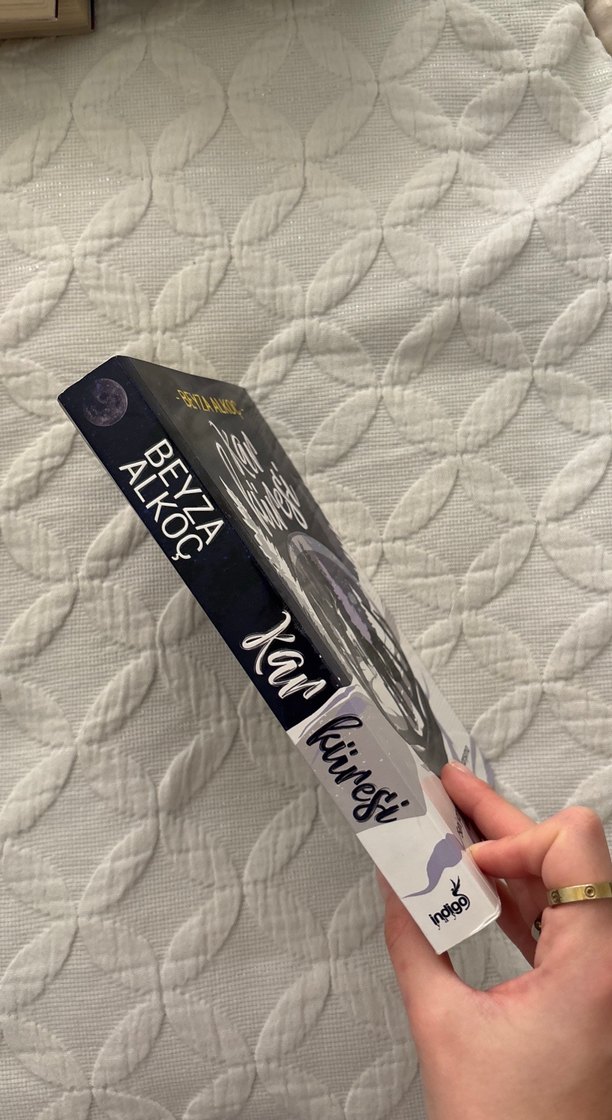 BEYZA
ALKOÇ
Kar
küresi
indigo
-BEYZA ALKOÇ-
Kar
küresi